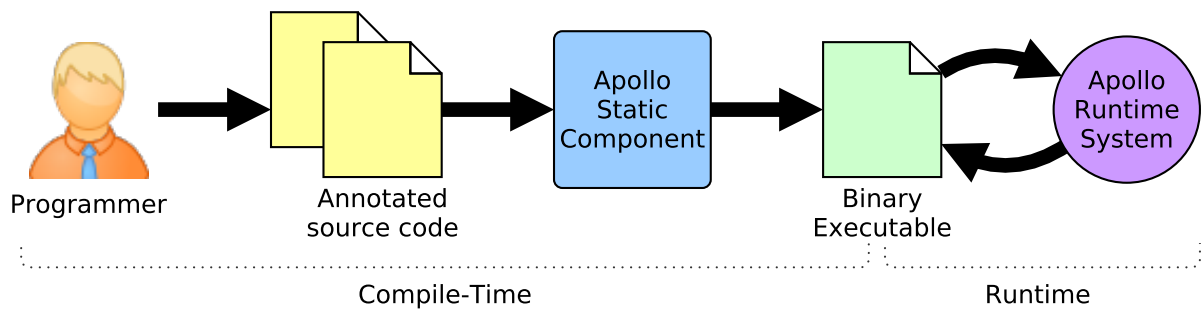 Programmer
Annotated
source code
Apollo
Static
Component
Binary
Executable
Apollo
Runtime
System
Compile-Time
Runtime